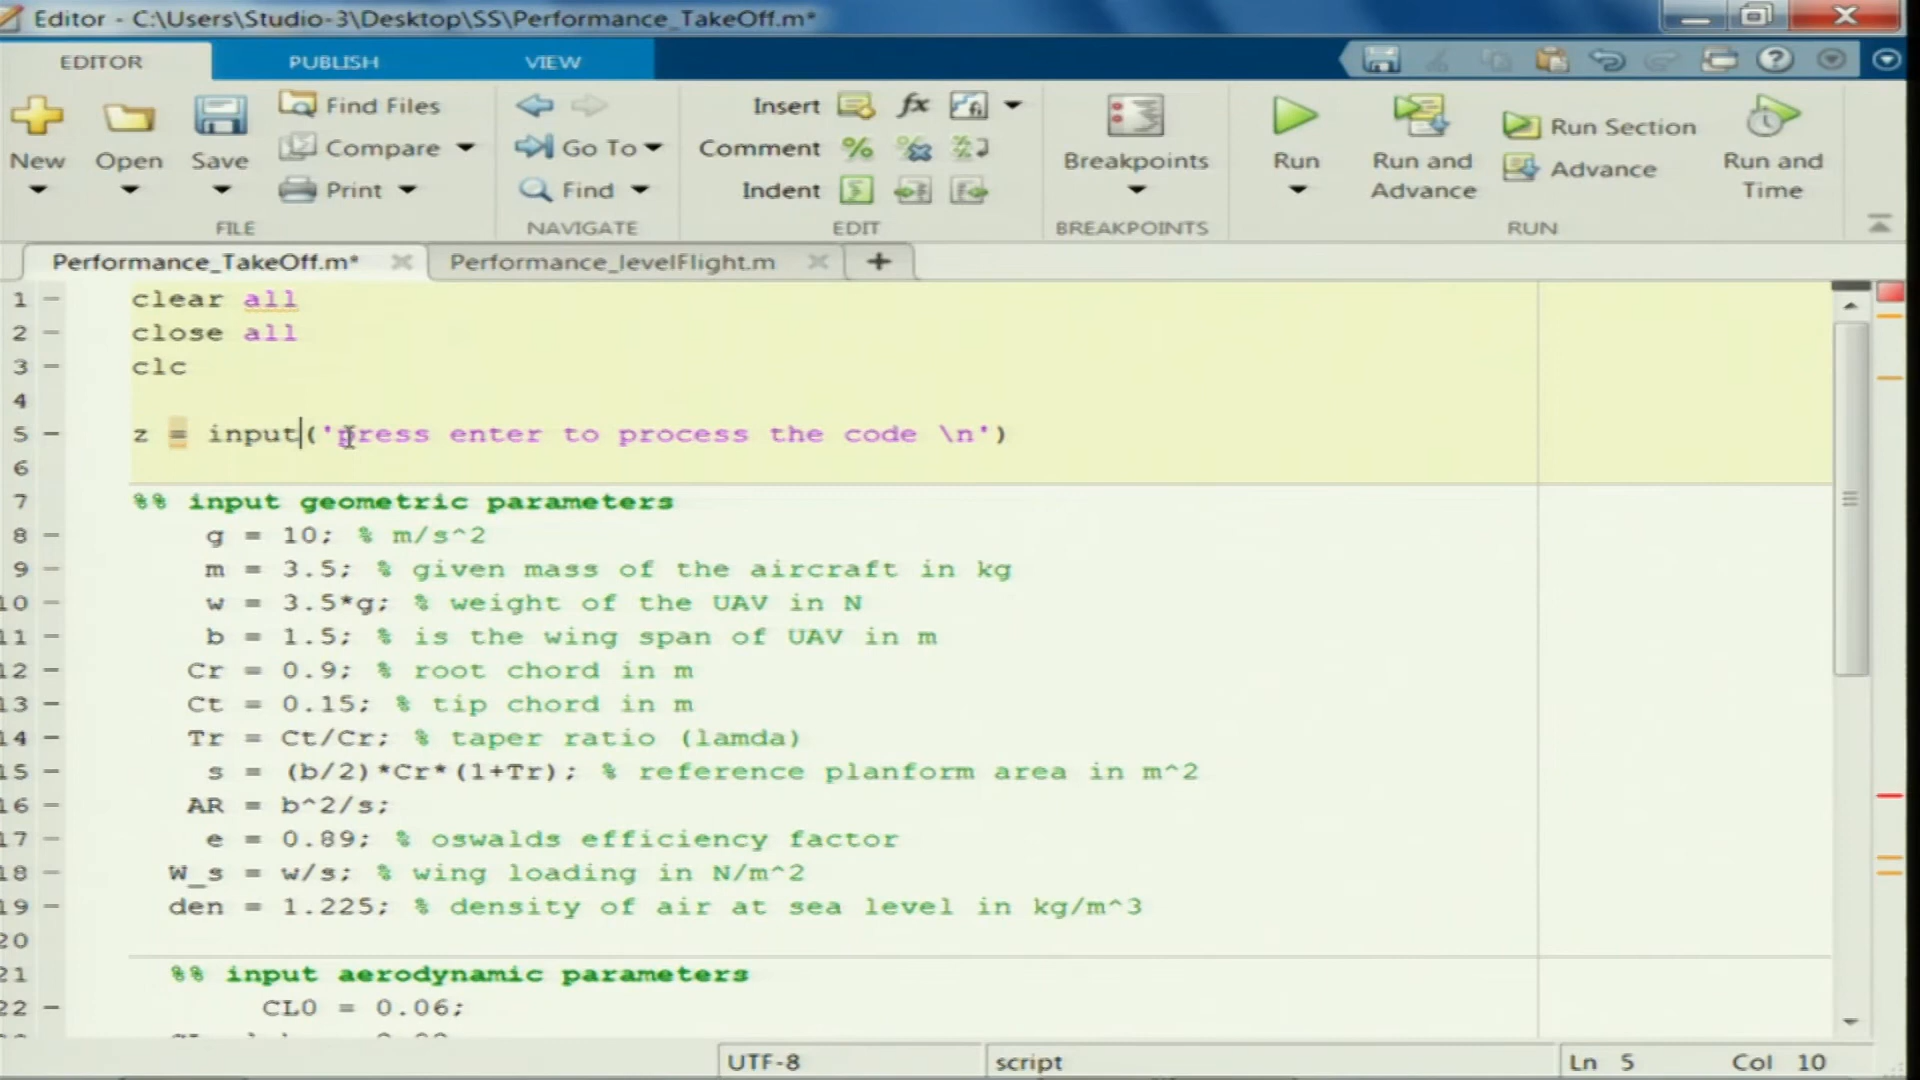 Editor - C:\Users\Studio-3\Desktop\SS\Performance_TakeOff.m*
EDITOR PUBLISH VIEW
New Open Save Find Files Compare Print
Go To Find
Insert Comment Indent
Breakpoints
Run Run and Advance Run Section Advance Run and Time
FILE NAVIGATE EDIT BREAKPOINTS RUN
Performance_TakeOff.m* Performance_levelFlight.m
1 clear all
2 close all
3 clc
4
5 z = input('press enter to process the code \n')
6
7 %% input geometric parameters
8 g = 10; % m/s^2
9 m = 3.5; % given mass of the aircraft in kg
10 w = 3.5*g; % weight of the UAV in N
11 b = 1.5; % is the wing span of UAV in m
12 Cr = 0.9; % root chord in m
13 Ct = 0.15; % tip chord in m
14 Tr = Ct/Cr; % taper ratio (lamda)
15 s = (b/2)*Cr*(1+Tr); % reference planform area in m^2
16 AR = b^2/s;
17 e = 0.89; % oswalds efficiency factor
18 W_s = w/s; % wing loading in N/m^2
19 den = 1.225; % density of air at sea level in kg/m^3
20
21 %% input aerodynamic parameters
22 CL0 = 0.06;
UTF-8 script Ln 5 Col 10